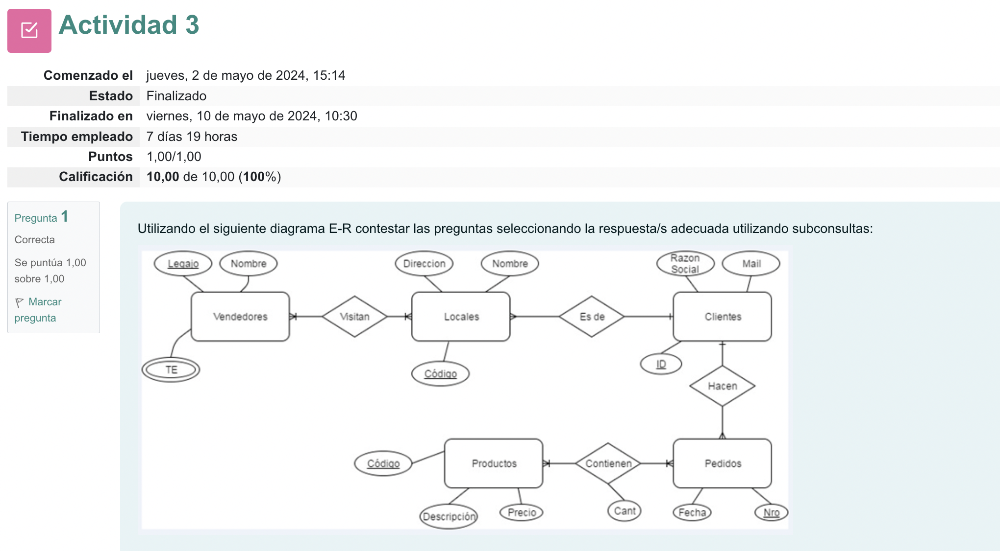 Actividad 3
Comenzado el jueves, 2 de mayo de 2024, 15:14
Estado Finalizado
Finalizado en viernes, 10 de mayo de 2024, 10:30
Tiempo empleado 7 días 19 horas
Puntos 1,00/1,00
Calificación 10,00 de 10,00 (100%)
Pregunta 1
Correcta
Se puntúa 1,00
sobre 1,00
Marcar
pregunta
Utilizando el siguiente diagrama E-R contestar las preguntas seleccionando la respuesta/s adecuada utilizando subconsultas:
Legajo
Nombre
Direccion
Nombre
Razon
Social
Mail
Vendedores
Visitan
Locales
Es de
Clientes
TE
Código
ID
Hacen
Código
Productos
Contienen
Pedidos
Descripción
Precio
Cant
Fecha
Nro